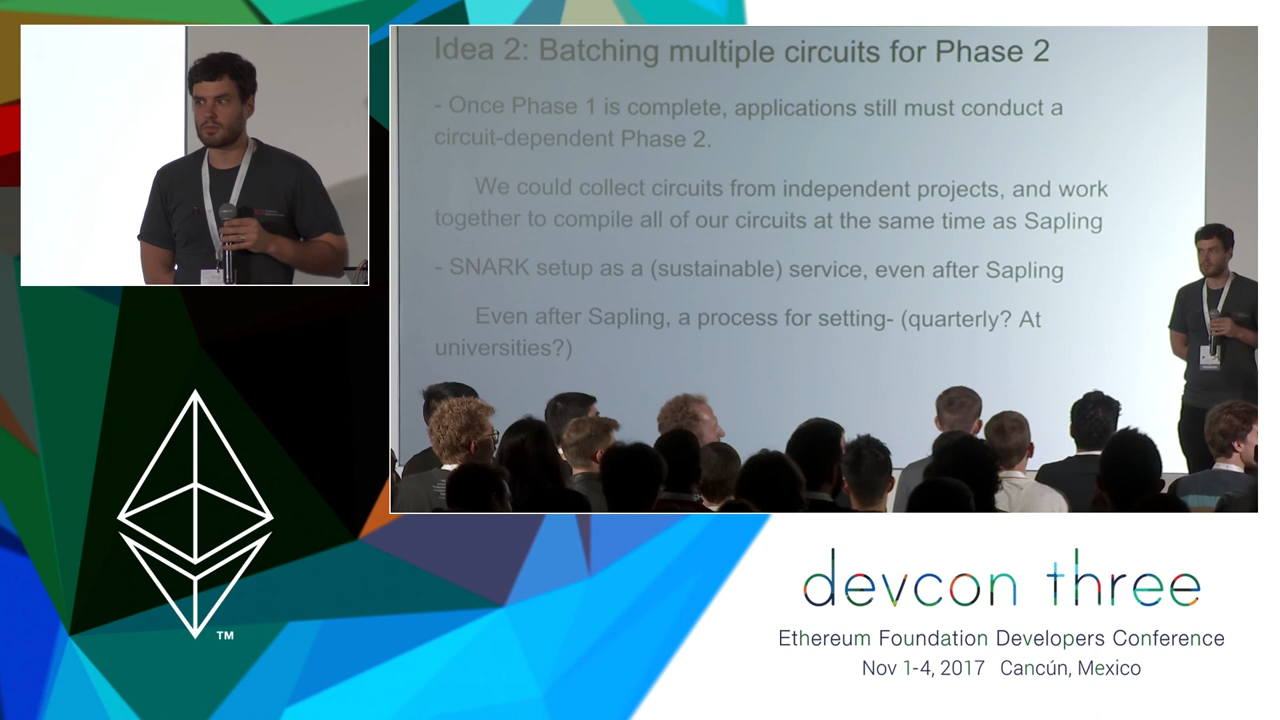 Idea 2: Batching multiple circuits for Phase 2
- Once Phase 1 is complete, applications still must conduct a
circuit-dependent Phase 2.
We could collect circuits from independent projects, and work
together to compile all of our circuits at the same time as Sapling
- SNARK setup as a (sustainable) service, even after Sapling
Even after Sapling, a process for setting- (quarterly? At
universities?)
TM
devcon three
Ethereum Foundation Developers Conference
Nov 1-4, 2017 Cancún, Mexico